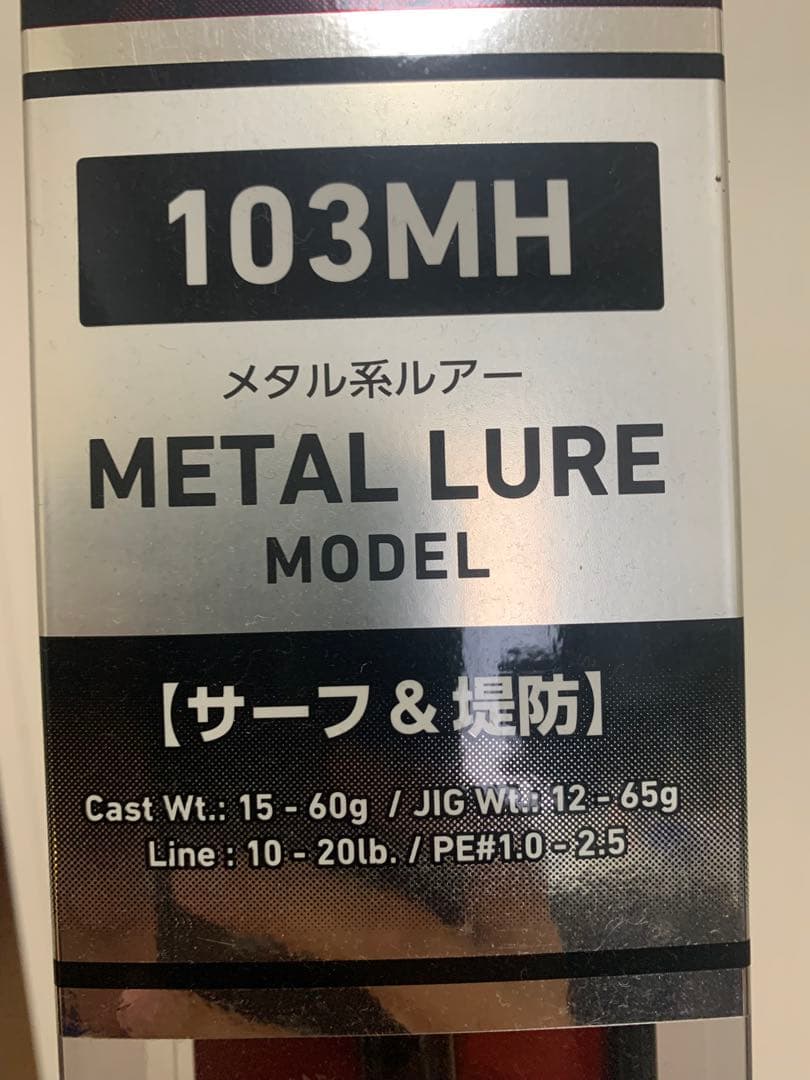 103MH
メタル系ルアー
METAL LURE
MODEL
【サーフ&堤防】
Cast Wt.: 15 - 60g / JIG Wt.: 12 - 65g
Line : 10 - 20lb. / PE#1.0 - 2.5